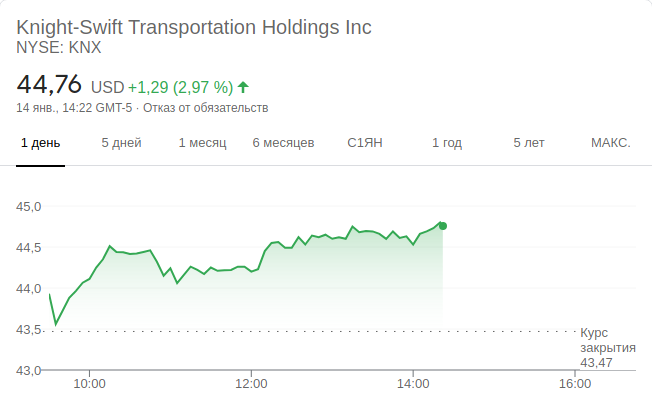 Knight-Swift Transportation Holdings Inc
NYSE: KNX
44,76 USD +1,29 (2,97 %)
14 янв., 14:22 GMT-5 · Отказ от обязательств
1 день 5 дней 1 месяц 6 месяцев С1ЯН 1 год 5 лет МАКС.
45,0
44,5
44,0
43,5
43,0
Курс
закрытия
43,47
10:00 12:00 14:00 16:00